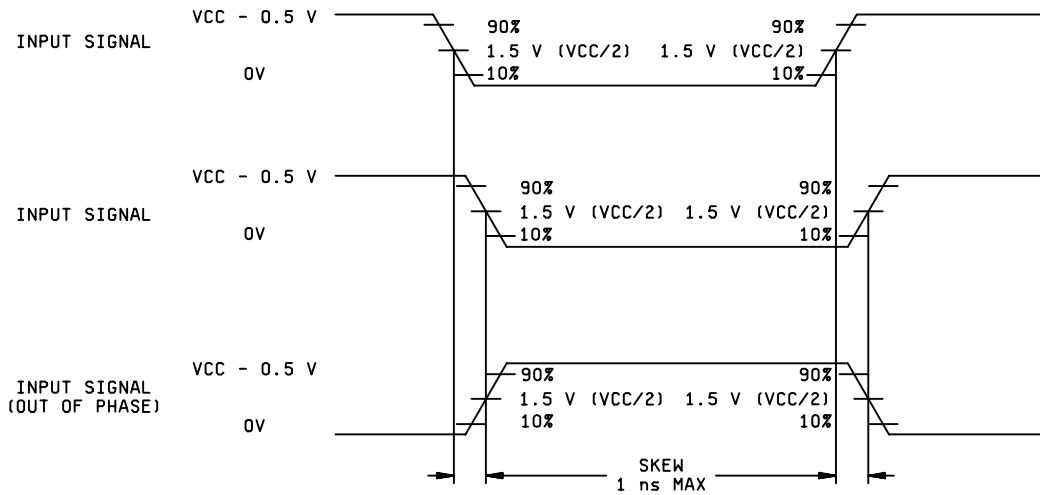 VCC - 0.5 V
90% 90%
INPUT SIGNAL
1.5 V (VCC/2) 1.5 V (VCC/2)
0V
10% 10%
VCC - 0.5 V
90% 90%
INPUT SIGNAL
1.5 V (VCC/2) 1.5 V (VCC/2)
0V
10% 10%
VCC - 0.5 V
90% 90%
INPUT SIGNAL
(OUT OF PHASE)
1.5 V (VCC/2) 1.5 V (VCC/2)
0V
10% 10%
SKEW
1 ns MAX